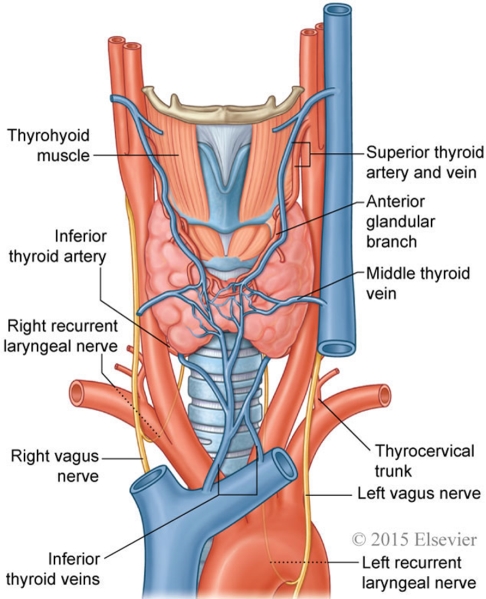 Thyrohyoid
muscle
Superior thyroid
artery and vein
Anterior
glandular
branch
Inferior
thyroid artery
Middle thyroid
vein
Right recurrent
laryngeal nerve
Right vagus
nerve
Thyrocervical
trunk
Left vagus nerve
© 2015 Elsevier
Inferior
thyroid veins
Left recurrent
laryngeal nerve